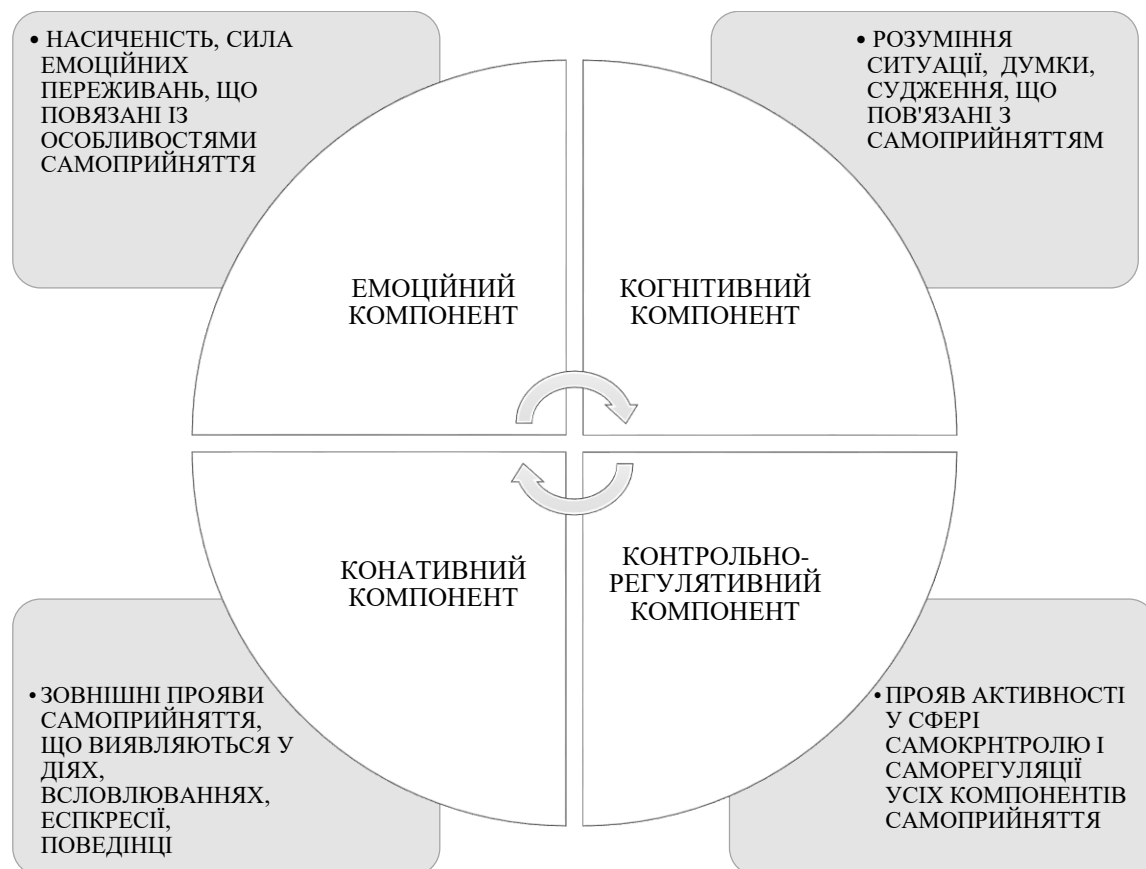 • НАСИЧЕНІСТЬ, СИЛА
ЕМОЦІЙНИХ
ПЕРЕЖИВАНЬ, ЩО
ПОВЯЗАНІ ІЗ
ОСОБЛИВОСТЯМИ
САМОПРИЙНЯТТЯ
• РОЗУМІННЯ
СИТУАЦІЇ, ДУМКИ,
СУДЖЕННЯ, ЩО
ПОВ'ЯЗАНІ З
САМОПРИЙНЯТТЯМ
ЕМОЦІЙНИЙ
КОМПОНЕНТ
КОГНІТИВНИЙ
КОМПОНЕНТ
КОНАТИВНИЙ
КОМПОНЕНТ
КОНТРОЛЬНО-
РЕГУЛЯТИВНИЙ
КОМПОНЕНТ
• ЗОВНІШНІ ПРОЯВИ
САМОПРИЙНЯТТЯ,
ЩО ВИЯВЛЯЮТЬСЯ У
ДІЯХ,
ВСЛОВЛЮВАННЯХ,
ЕСПКРЕСІЇ,
ПОВЕДІНЦІ
• ПРОЯВ АКТИВНОСТІ
У СФЕРІ
САМОКРНТРОЛЮ І
САМОРЕГУЛЯЦІЇ
УСІХ КОМПОНЕНТІВ
САМОПРИЙНЯТТЯ